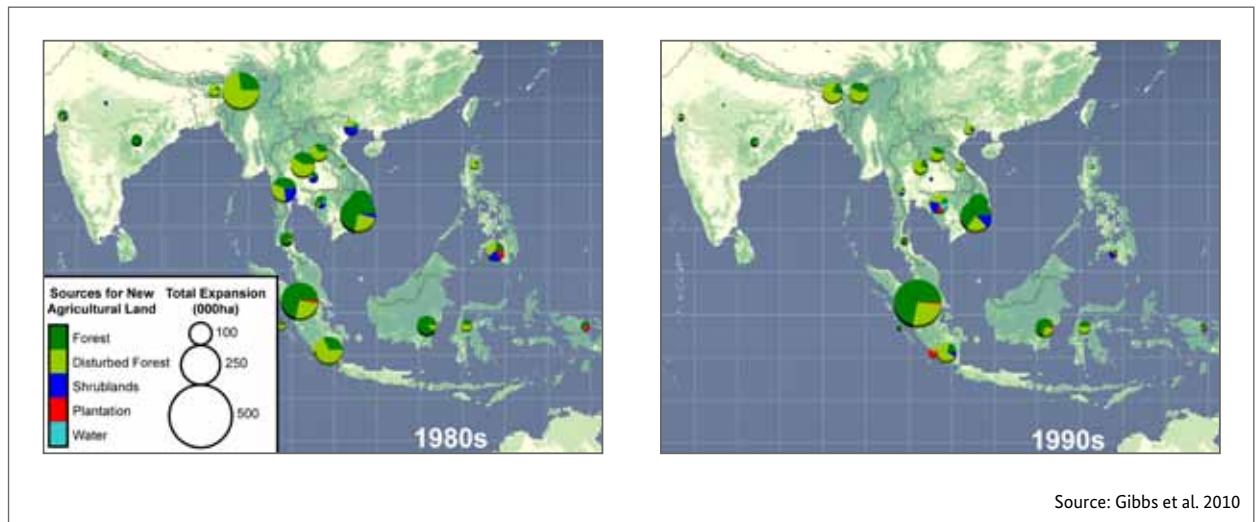 Sources for New
Agricultural Land
Total Expansion
(000ha)
Forest
Disturbed Forest
Shrublands
Plantation
Water
100
250
500
1980s
1990s
Source: Gibbs et al. 2010